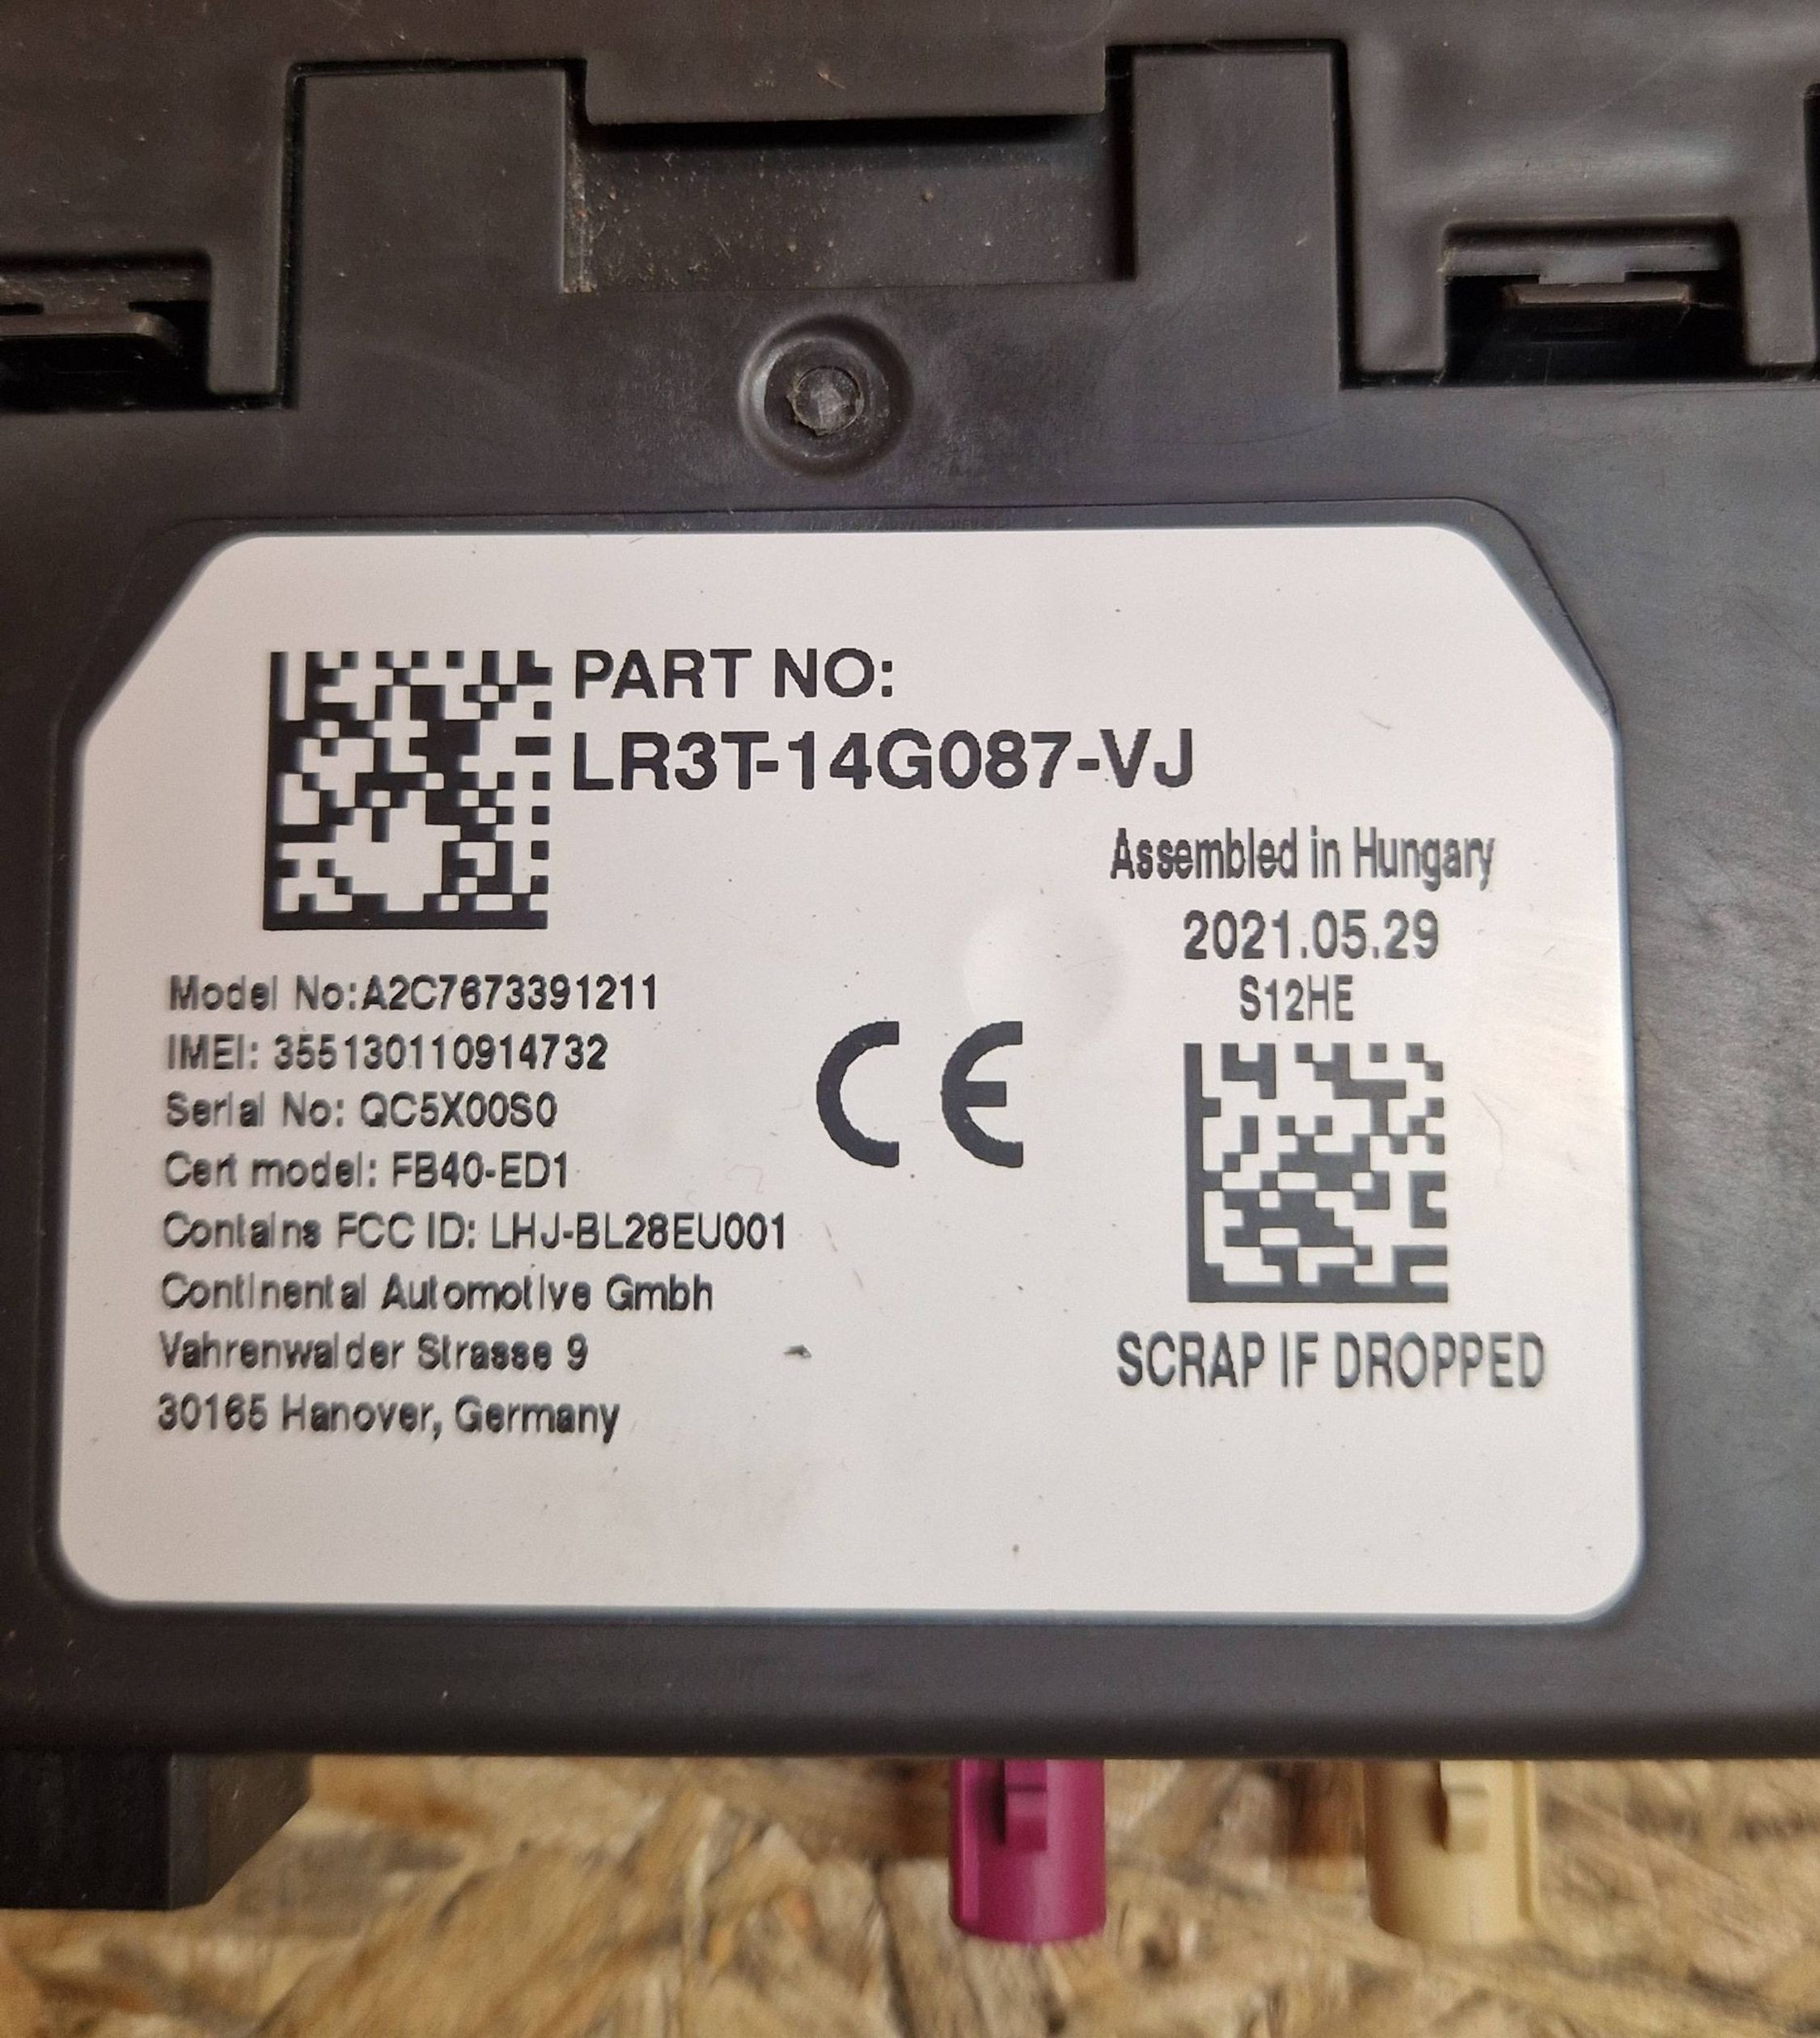 PART NO:
LR3T-14G087-VJ
Assembled in Hungary
2021.05.29
S12HE
Model No:A2C7673391211
IMEI: 355130110914732
Serial No: QC5X00S0
Cert model: FB40-ED1
Contains FCC ID: LHJ-BL28EU001
Continental Automotive Gmbh
Vahrenwalder Strasse 9
30165 Hanover, Germany
CE
SCRAP IF DROPPED